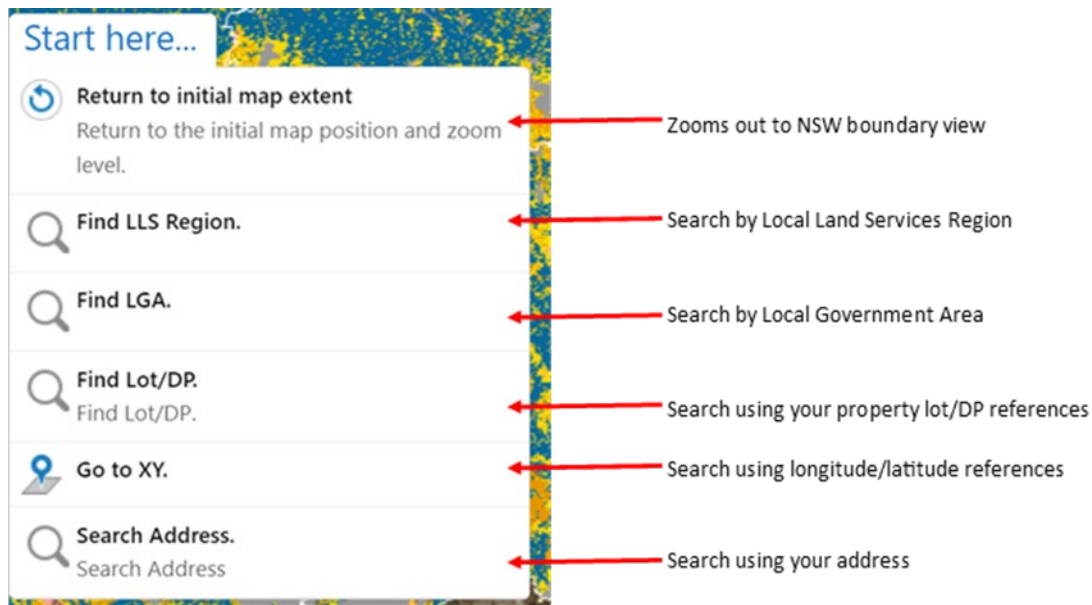 Start here...
Return to initial map extent
Return to the initial map position and zoom
level.
Zooms out to NSW boundary view
Find LLS Region.
Search by Local Land Services Region
Find LGA.
Search by Local Government Area
Find Lot/DP.
Find Lot/DP.
Search using your property lot/DP references
Go to XY.
Search using longitude/latitude references
Search Address.
Search Address
Search using your address